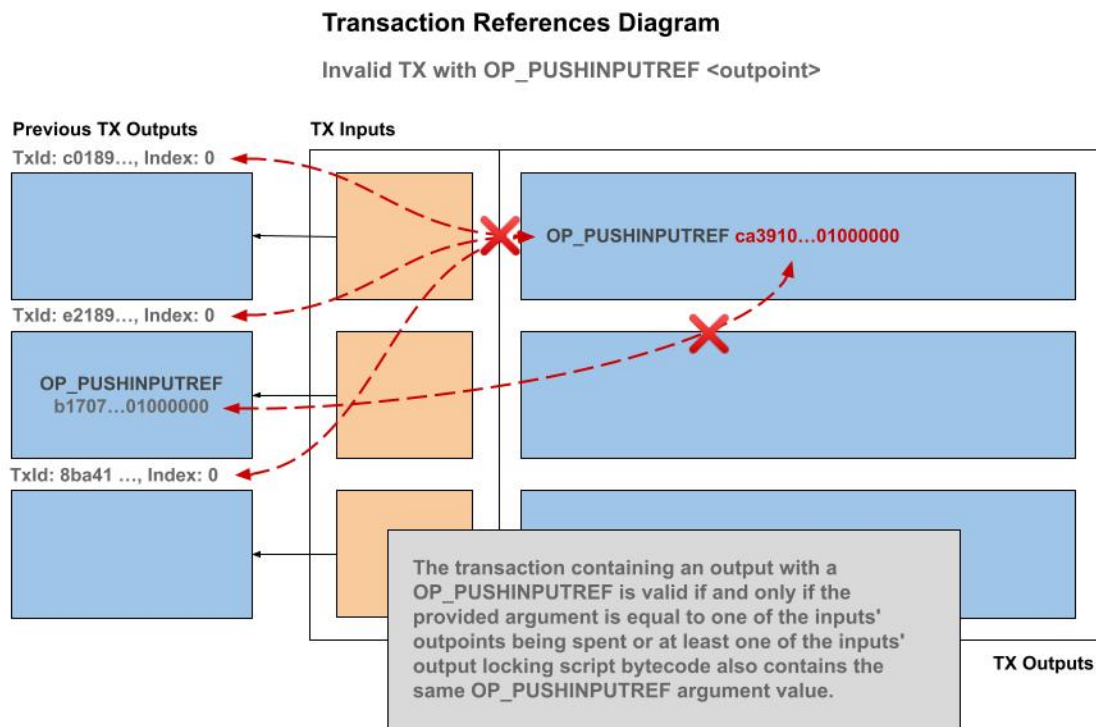 Transaction References Diagram
Invalid TX with OP_PUSHINPUTREF <outpoint>
Previous TX Outputs
TX Inputs
TxId: c0189…, Index: 0
OP_PUSHINPUTREF ca3910…01000000
TxId: e2189…, Index: 0
OP_PUSHINPUTREF
b1707…01000000
TxId: 8ba41 …, Index: 0
The transaction containing an output with a
OP_PUSHINPUTREF is valid if and only if the
provided argument is equal to one of the inputs'
outpoints being spent or at least one of the inputs'
output locking script bytecode also contains the
same OP_PUSHINPUTREF argument value.
TX Outputs